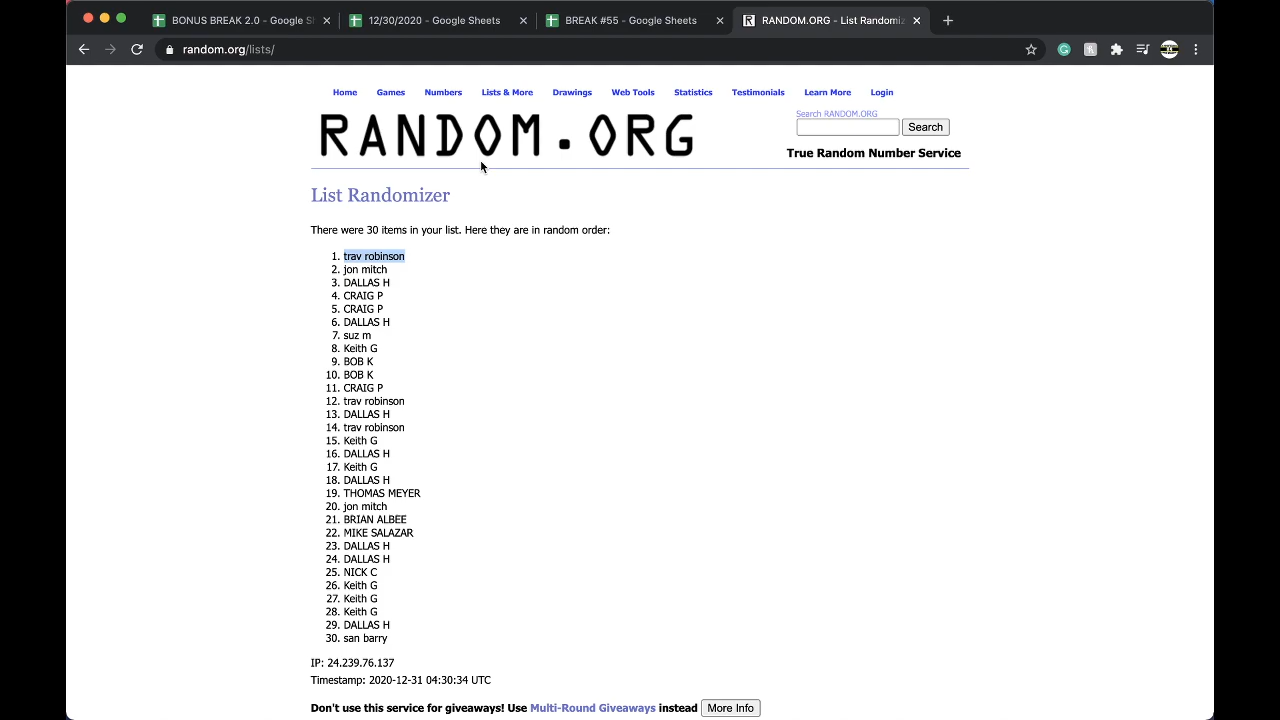 BONUS BREAK 2.0 - Google S
12/30/2020 - Google Sheets
BREAK #55 - Google Sheets
RANDOM.ORG - List Randomiz
random.org/lists/
Home Games Numbers Lists & More Drawings Web Tools Statistics Testimonials Learn More Login
RANDOM.ORG
Search RANDOM.ORG
Search
True Random Number Service
List Randomizer
There were 30 items in your list. Here they are in random order:
1. trav robinson
2. jon mitch
3. DALLAS H
4. CRAIG P
5. CRAIG P
6. DALLAS H
7. suz m
8. Keith G
9. BOB K
10. BOB K
11. CRAIG P
12. trav robinson
13. DALLAS H
14. trav robinson
15. Keith G
16. DALLAS H
17. Keith G
18. DALLAS H
19. THOMAS MEYER
20. jon mitch
21. BRIAN ALBEE
22. MIKE SALAZAR
23. DALLAS H
24. DALLAS H
25. NICK C
26. Keith G
27. Keith G
28. Keith G
29. DALLAS H
30. san barry
IP: 24.239.76.137
Timestamp: 2020-12-31 04:30:34 UTC
Don't use this service for giveaways! Use Multi-Round Giveaways instead More Info